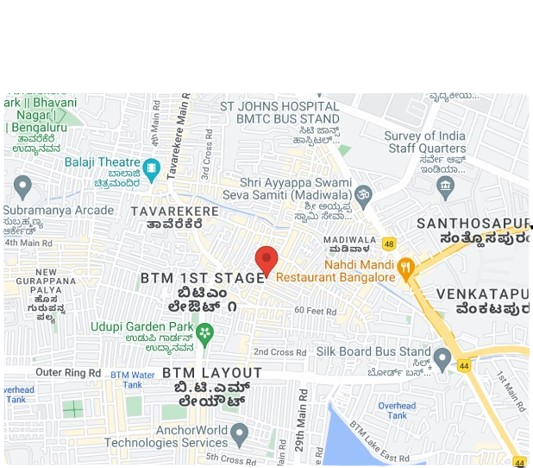 ark || Bhavani
Nagar |
| Bengaluru
ತಾವರೆಕೆರೆ
ಉದ್ಯಾನವನ
4th Main Rd
Tavarekere Main R
3rd Cross Rd
ST JOHNS HOSPITAL
BMTC BUS STAND
ಸೇಟಿ ಜಾನ್ಸ್
ಹಾಸ್ಪಿಟಲ್...
ವೈದ್ಯಕೀಯ...
Survey of India
Staff Quarters
ಸರ್ವೇ ಆಫ್
ಇಂಡಿಯಾ...
Balaji Theatre
ಬಾಲಾಜಿ
ಚಿತ್ರಮಂದಿರ
Shri Ayyappa Swami
Seva Samiti (Madiwala)
ಶ್ರೀ ಅಯ್ಯಪ್ಪ
ಸ್ವಾಮಿ ಸೇವಾ...
Subramanya Arcade
ಸುಬ್ರಹ್ಮಣ್ಯ
ಆರ್ಕೇಡ್
4th Main Rd
TAVAREKERE
ತಾವರೆಕೆರೆ
SANTHOSAPUR
ಸಂತ್ಹೊಸಪುರಂ
MADIWALA
ಮಡಿವಾಳ
48
Nahdi Mandi
Restaurant Bangalore
NEW
GURAPPANA
PALYA
ಹೊಸ
ಗುರುಪನ್ನ
ಪಲ್ಯ
BTM 1ST STAGE
ಬಿಟಿಎಂ
ಲೇಔಟ್ ೧
VENKATAPU
ವೆಂಕಟಪುರ
60 Feet Rd
Udupi Garden Park
ಉಡುಪಿ ಗಾರ್ಡನ್
ಉದ್ಯಾನವನ
2nd Cross Rd
Silk Board Bus Stand
ಸಿಲ್ಕ್
ಬೋರ್ಡ್ ಬಸ್...
44
Outer Ring Rd
BTM Water
Tank
BTM LAYOUT
ಬಿ.ಟಿ.ಎಮ್
ಲೇಯೌಟ್
1st Main Rd
verhead
Tank
29th Main Rd
Overhead
Tank
AnchorWorld
Technologies Services
BTM Lake East Rd
5th Cross Rd
44